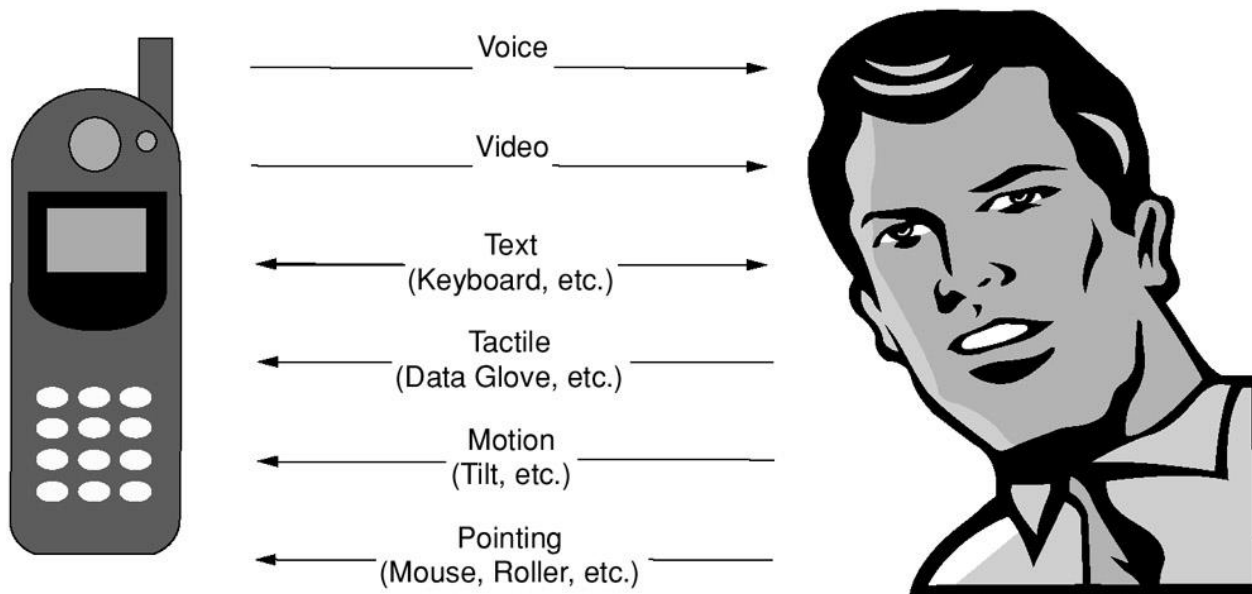 Voice
Video
Text
(Keyboard, etc.)
Tactile
(Data Glove, etc.)
Motion
(Tilt, etc.)
Pointing
(Mouse, Roller, etc.)